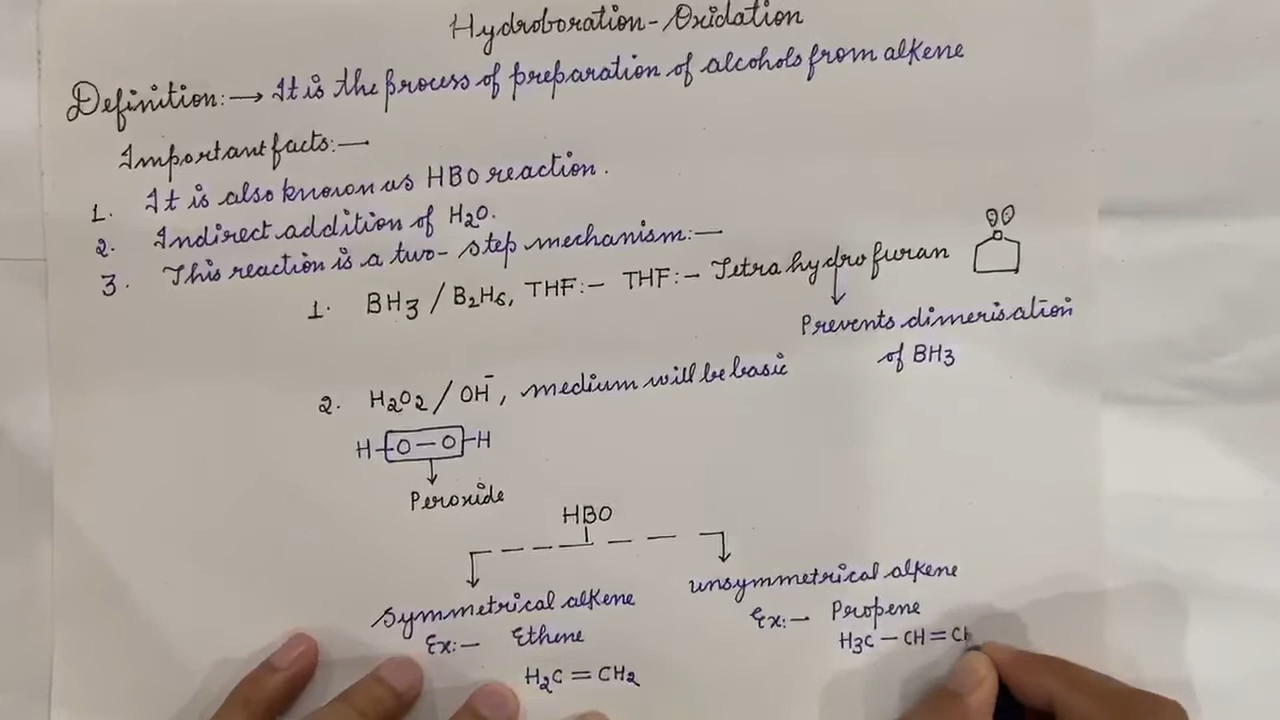 Hydroboration-Oxidation
Definition:→ It is the process of preparation of alcohols from alkene
Important facts:—
1. It is also known as HBO reaction.
2. Indirect addition of H₂O.
3. This reaction is a two-step mechanism:—
1. BH₃ / B₂H₆, THF:— THF:— Tetrahydrofuran
Prevents dimerisation
of BH₃
2. H₂O₂ / OH⁻, medium will be basic
H-O-O-H
Peroxide
HBO
Symmetrical alkene
Ex:— Ethene
H₂C=CH₂
unsymmetrical alkene
Ex:— Propene
H₃C-CH=CH